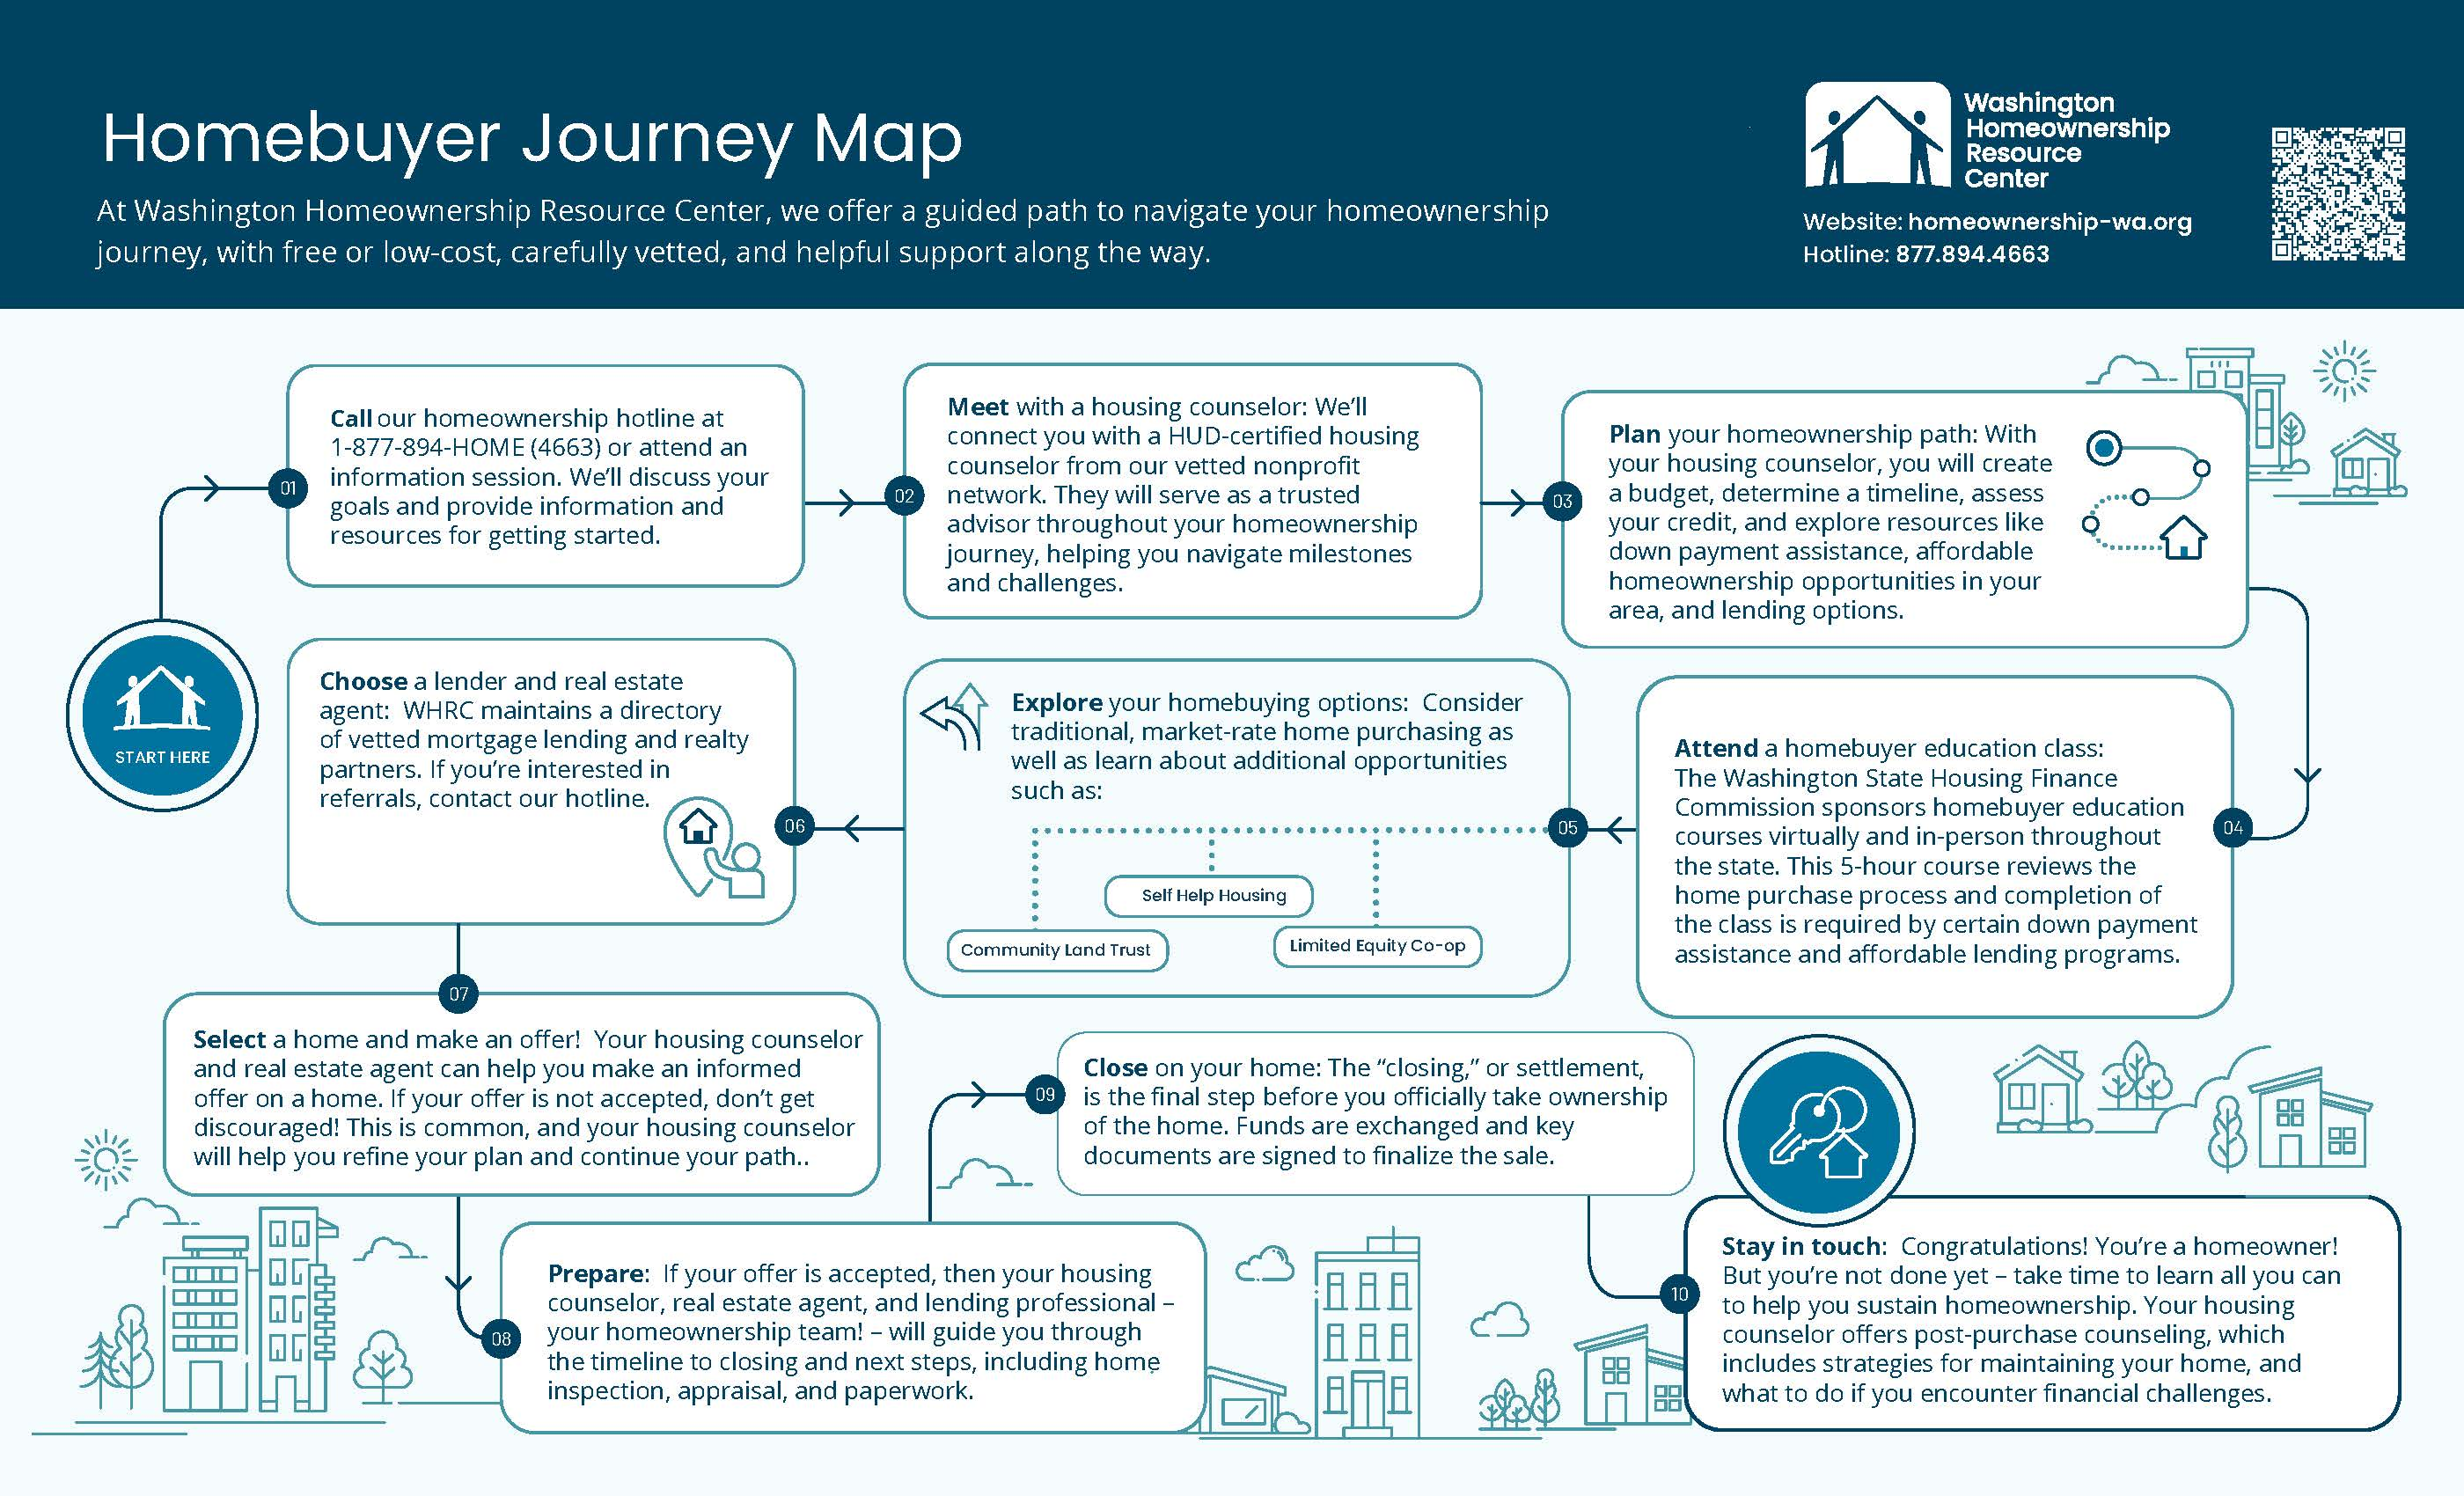 Homebuyer Journey Map
At Washington Homeownership Resource Center, we offer a guided path to navigate your homeownership
journey, with free or low-cost, carefully vetted, and helpful support along the way.
Washington
Homeownership
Resource
Center
Website: homeownership-wa.org
Hotline: 877.894.4663
START HERE
01
Call our homeownership hotline at
1-877-894-HOME (4663) or attend an
information session. We'll discuss your
goals and provide information and
resources for getting started.
02
Meet with a housing counselor: We'll
connect you with a HUD-certified housing
counselor from our vetted nonprofit
network. They will serve as a trusted
advisor throughout your homeownership
journey, helping you navigate milestones
and challenges.
03
Plan your homeownership path: With
your housing counselor, you will create
a budget, determine a timeline, assess
your credit, and explore resources like
down payment assistance, affordable
homeownership opportunities in your
area, and lending options.
04
Attend a homebuyer education class:
The Washington State Housing Finance
Commission sponsors homebuyer education
courses virtually and in-person throughout
the state. This 5-hour course reviews the
home purchase process and completion of
the class is required by certain down payment
assistance and affordable lending programs.
05
Explore your homebuying options:  Consider
traditional, market-rate home purchasing as
well as learn about additional opportunities
such as:
Self Help Housing
Community Land Trust
Limited Equity Co-op
06
Choose a lender and real estate
agent:  WHRC maintains a directory
of vetted mortgage lending and realty
partners. If you're interested in
referrals, contact our hotline.
07
Select a home and make an offer!  Your housing counselor
and real estate agent can help you make an informed
offer on a home. If your offer is not accepted, don't get
discouraged! This is common, and your housing counselor
will help you refine your plan and continue your path..
08
Prepare:  If your offer is accepted, then your housing
counselor, real estate agent, and lending professional –
your homeownership team! – will guide you through
the timeline to closing and next steps, including home
inspection, appraisal, and paperwork.
09
Close on your home: The “closing,” or settlement,
is the final step before you officially take ownership
of the home. Funds are exchanged and key
documents are signed to finalize the sale.
10
Stay in touch:  Congratulations! You're a homeowner!
But you're not done yet – take time to learn all you can
to help you sustain homeownership. Your housing
counselor offers post-purchase counseling, which
includes strategies for maintaining your home, and
what to do if you encounter financial challenges.